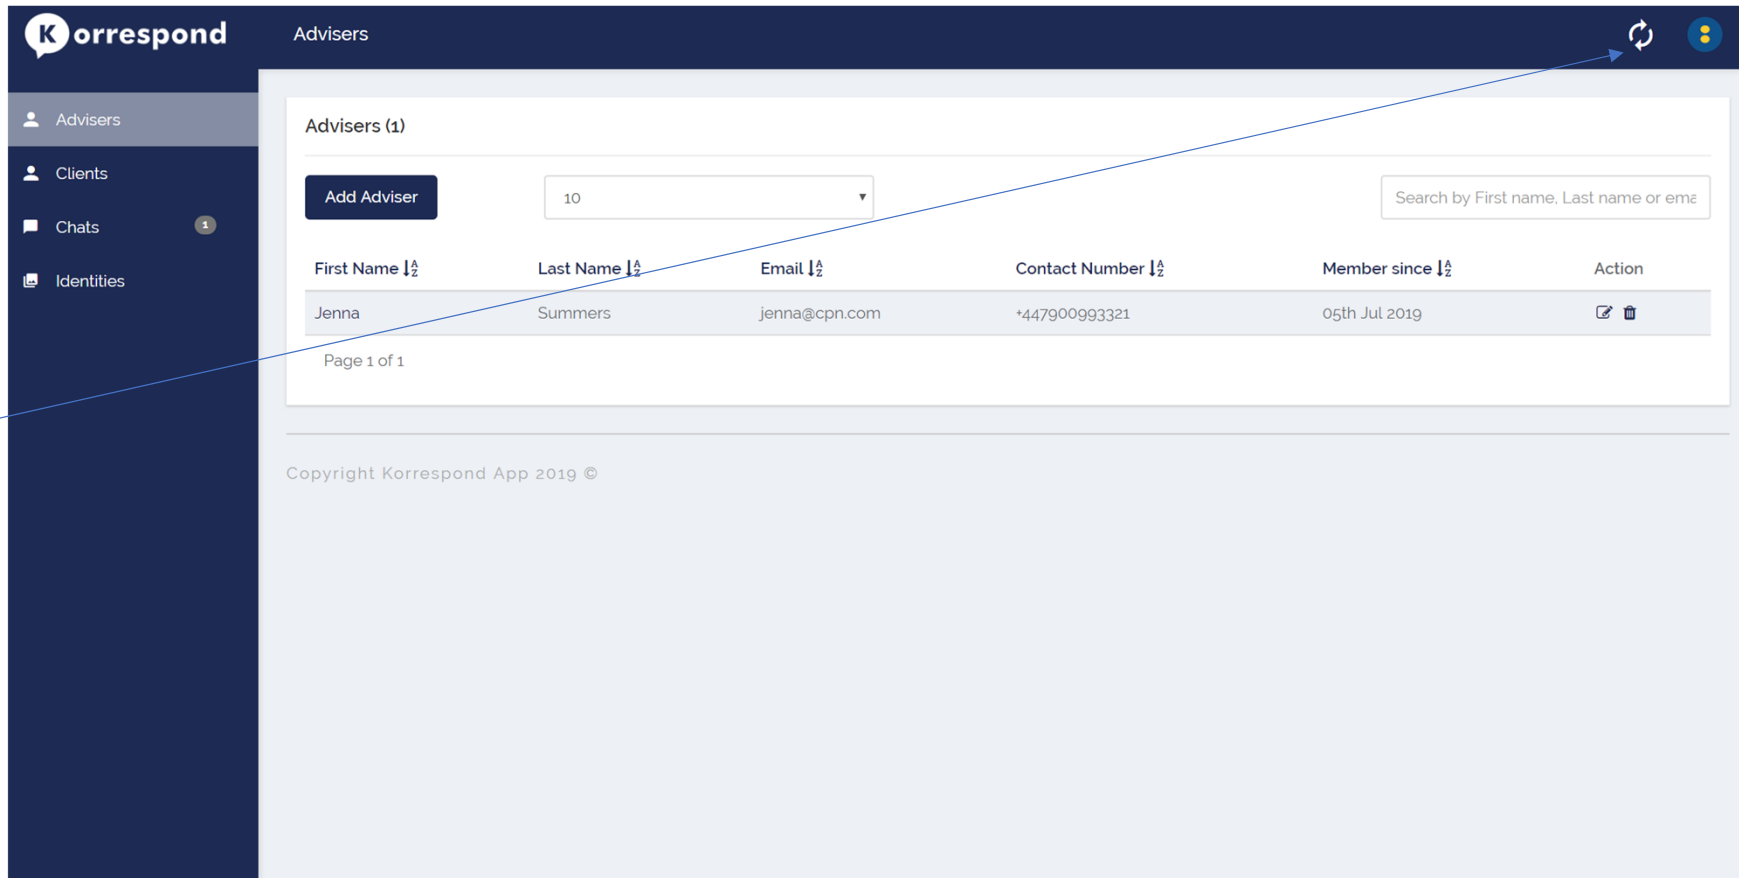 Korrespond
Advisers
Advisers
Clients
Chats 1
Identities
Advisers (1)
Add Adviser
10
Search by First name, Last name or ema
First Name Last Name Email Contact Number Member since Action
Jenna Summers jenna@cpn.com +447900993321 05th Jul 2019
Page 1 of 1
Copyright Korrespond App 2019 ©